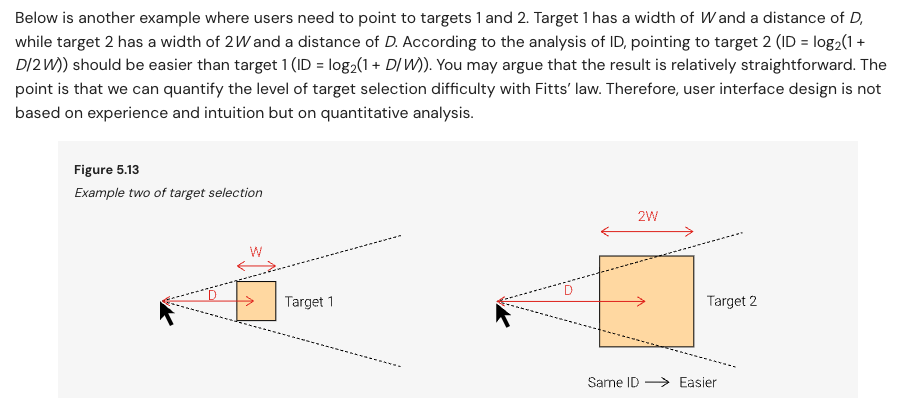 Below is another example where users need to point to targets 1 and 2. Target 1 has a width of W and a distance of D,
while target 2 has a width of 2W and a distance of D. According to the analysis of ID, pointing to target 2 (ID = log₂(1 +
D/2W)) should be easier than target 1 (ID = log₂(1 + D/W)). You may argue that the result is relatively straightforward. The
point is that we can quantify the level of target selection difficulty with Fitts’ law. Therefore, user interface design is not
based on experience and intuition but on quantitative analysis.
Figure 5.13
Example two of target selection
W
D
Target 1
2W
D
Target 2
Same ID → Easier